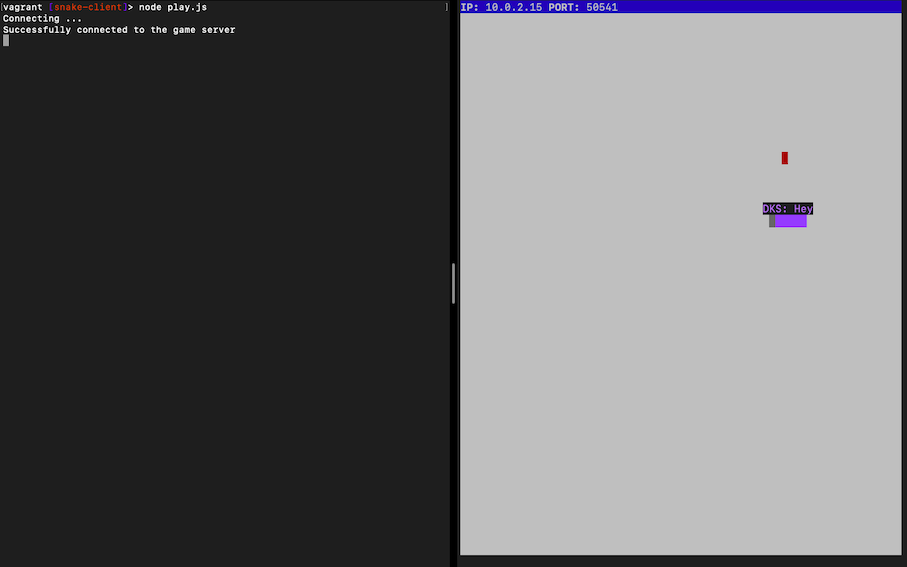 vagrant [snake-client]> node play.js
Connecting ...
Successfully connected to the game server
IP: 10.0.2.15 PORT: 50541
DKS: Hey